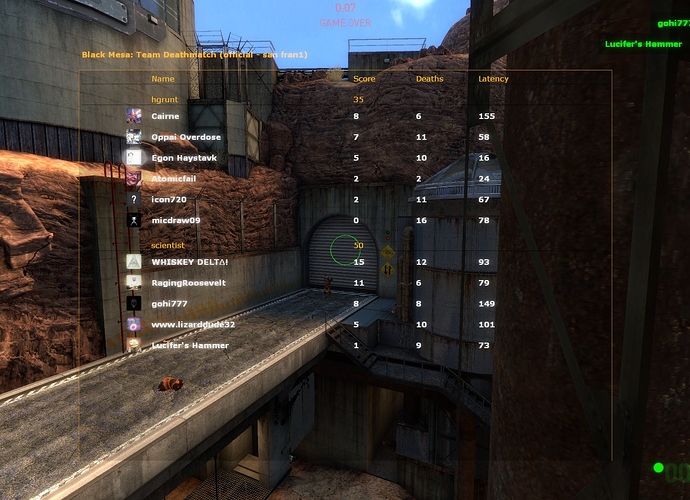 0:07
GAME OVER
gohi777
Lucifer's Hammer
Black Mesa: Team Deathmatch (official - san fran1)
Name Score Deaths Latency
hgrunt 35
Cairne 8 6 155
Oppai Overdose 7 11 58
Egon Haystavk 5 10 16
Atomicfail 2 2 24
icon720 2 11 67
micdraw09 0 16 78
scientist 50
WHISKEY DELTΔ! 15 12 93
RagingRoosevelt 11 6 79
gohi777 8 8 149
www.lizarddude32 5 10 101
Lucifer's Hammer 1 9 73